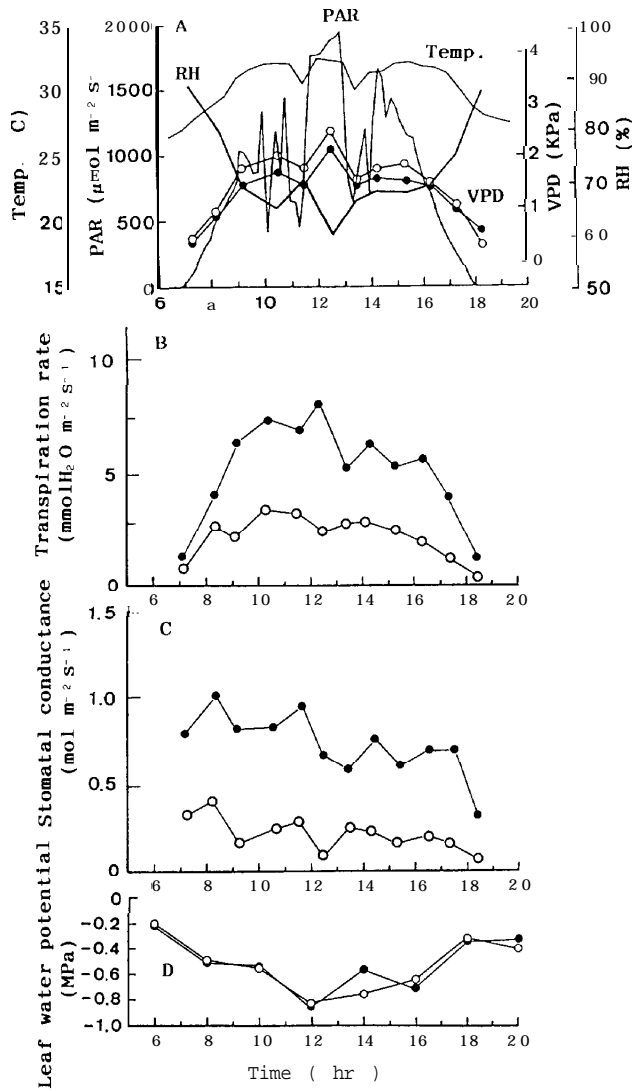 PAR
35
2000
A
4
100
Temp.
RH
30
1500
3
90
25
1000
2
80
VPD
20
500
1
70
60
15
0
0
50
Temp. C)
PAR (μEol m⁻² s⁻
VPD (KPa)
RH (%)
6 a 10 12 14 16 18 20
B
10
5
0
Transpiration rate
(mmolH₂O m⁻² s⁻¹)
6 8 10 12 14 16 18 20
C
1.5
1.0
0.5
0
Stomatal conductance
(mol m⁻² s⁻¹)
6 8 10 12 14 16 18 20
D
0
-0.2
-0.4
-0.6
-0.8
-1.0
Leaf water potential
(MPa)
6 8 10 12 14 16 18 20
Time ( hr )